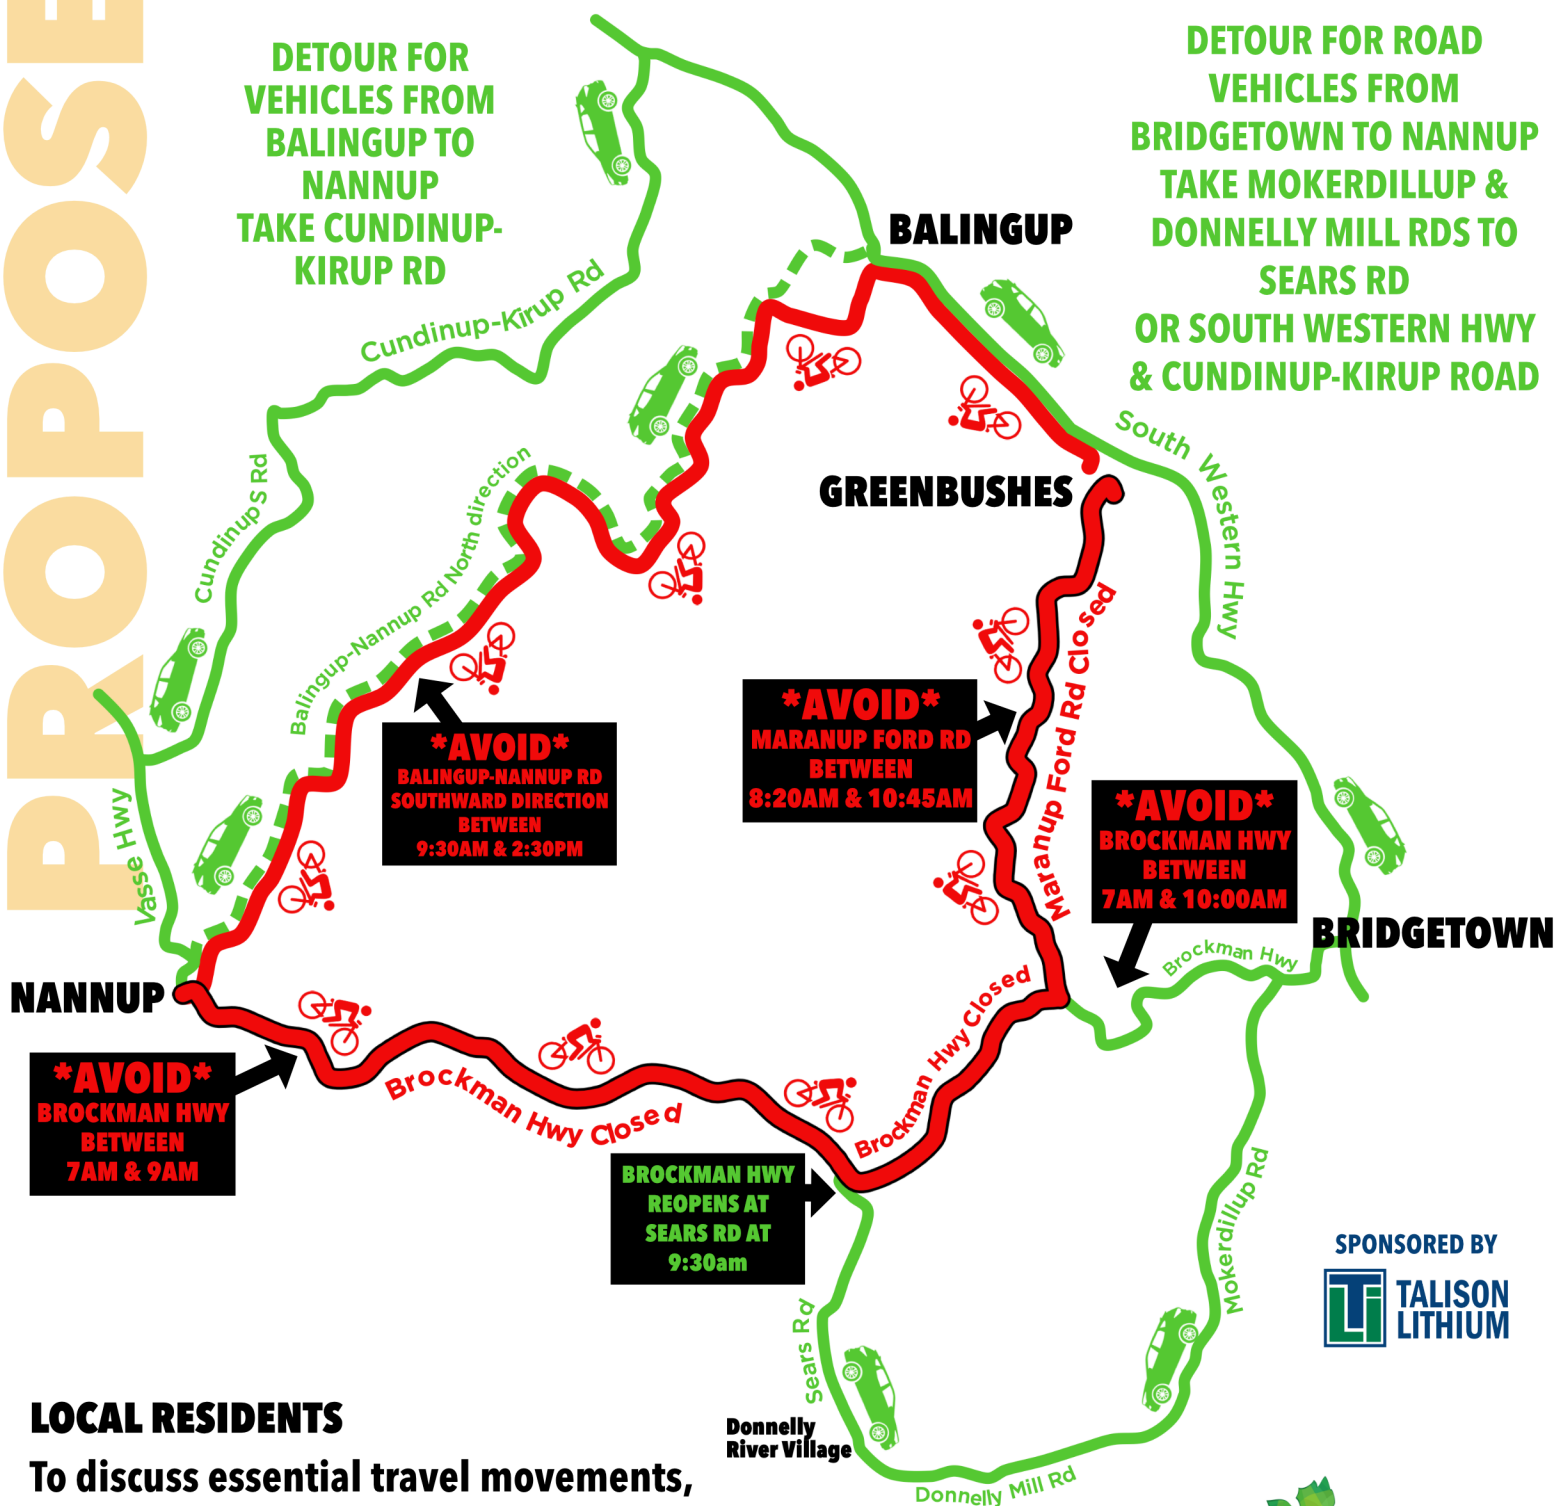 PROPOSE
DETOUR FOR
VEHICLES FROM
BALINGUP TO
NANNUP
TAKE CUNDINUP-
KIRUP RD
DETOUR FOR ROAD
VEHICLES FROM
BRIDGETOWN TO NANNUP
TAKE MOKERDILLUP &
DONNELLY MILL RDS TO
SEARS RD
OR SOUTH WESTERN HWY
& CUNDINUP-KIRUP ROAD
BALINGUP
Cundinup-Kirup Rd
South Western Hwy
GREENBUSHES
Cundinup S Rd
Balingup-Nannup Rd North direction
Maranup Ford Rd Closed
*AVOID*
BALINGUP-NANNUP RD
SOUTHWARD DIRECTION
BETWEEN
9:30AM & 2:30PM
*AVOID*
MARANUP FORD RD
BETWEEN
8:20AM & 10:45AM
*AVOID*
BROCKMAN HWY
BETWEEN
7AM & 10:00AM
Vasse Hwy
BRIDGETOWN
Brockman Hwy
NANNUP
Brockman Hwy Closed
*AVOID*
BROCKMAN HWY
BETWEEN
7AM & 9AM
Brockman Hwy Closed
BROCKMAN HWY
REOPENS AT
SEARS RD AT
9:30am
Mokerdillup Rd
SPONSORED BY
TALISON
LITHIUM
Sears Rd
Donnelly
River Village
Donnelly Mill Rd
LOCAL RESIDENTS
To discuss essential travel movements,